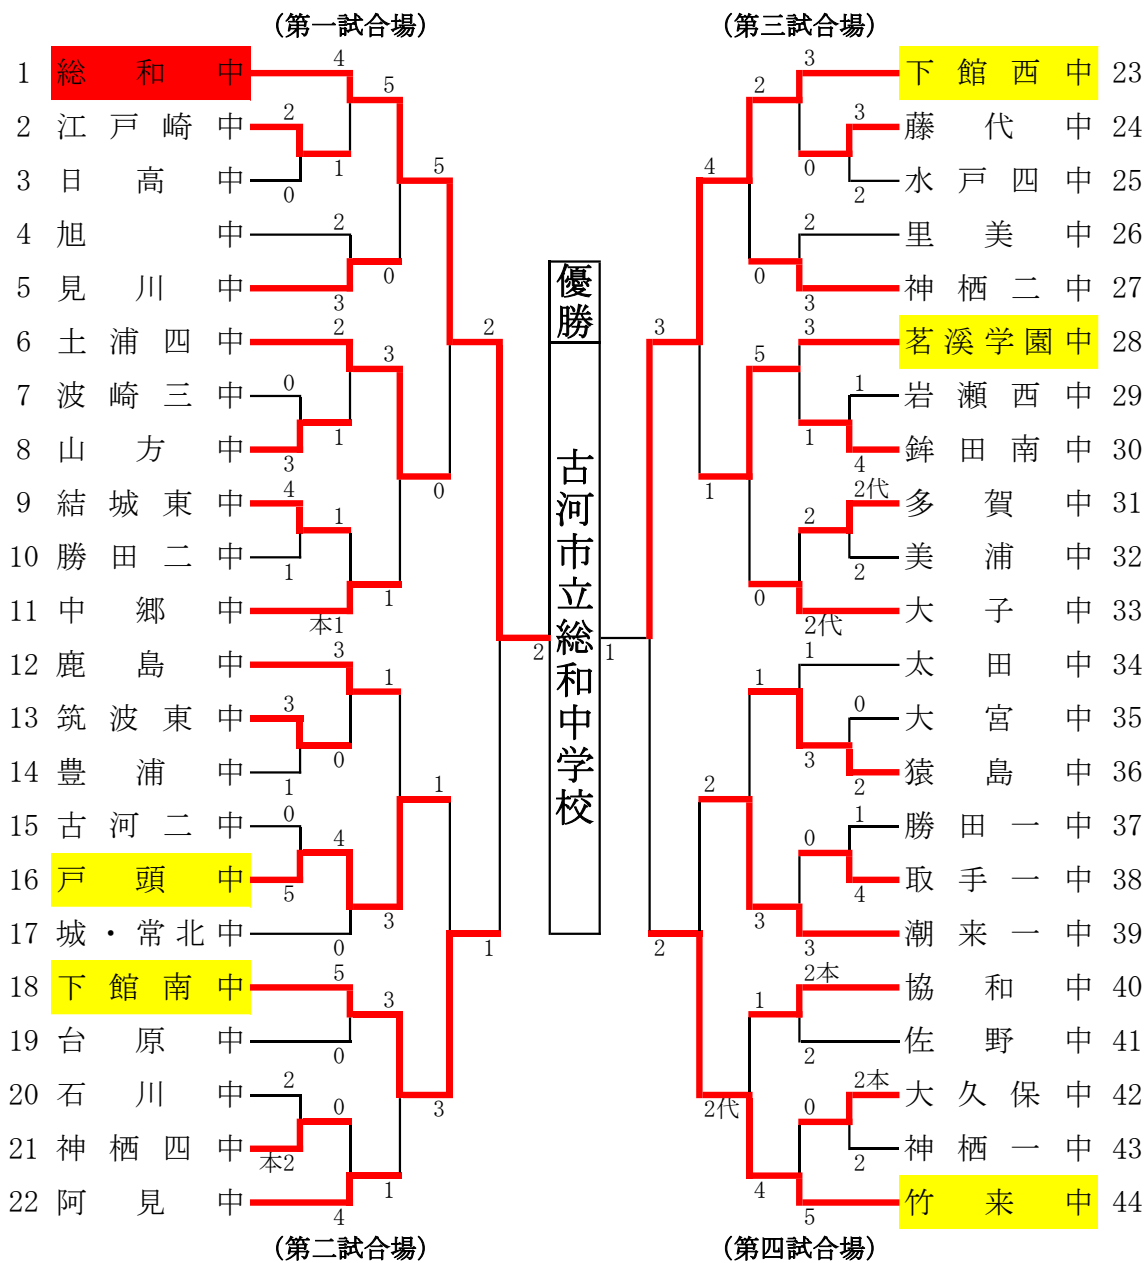 (第一試合場)
1 総和中
2 江戸崎中
3 日高中
4 旭中
5 見川中
6 土浦四中
7 波崎三中
8 山方中
9 結城東中
10 勝田二中
11 中郷中
12 鹿島中
13 筑波東中
14 豊浦中
15 古河二中
16 戸頭中
17 城・常北中
18 下館南中
19 台原中
20 石川中
21 神栖四中
22 阿見中
(第二試合場)
4
2
0
1
5
2
3
0
5
2
0
3
1
3
4
1
1
本1
1
0
2
3
3
1
0
1
0
5
4
0
3
1
5
0
3
2
本2
0
4
1
3
1
2
優勝
古河市立総和中学校
1
(第三試合場)
下館西中 23
藤代中 24
水戸四中 25
里美中 26
神栖二中 27
茗溪学園中 28
岩瀬西中 29
鉾田南中 30
多賀中 31
美浦中 32
大子中 33
太田中 34
大宮中 35
猿島中 36
勝田一中 37
取手一中 38
潮来一中 39
協和中 40
佐野中 41
大久保中 42
神栖一中 43
竹来中 44
(第四試合場)
3
3
2
0
2
2
3
0
4
3
1
4
1
5
2代
2
2
2代
0
1
3
1
0
2
3
1
1
4
0
3
3
2
2本
2
1
2本
2
0
5
4
2代
2